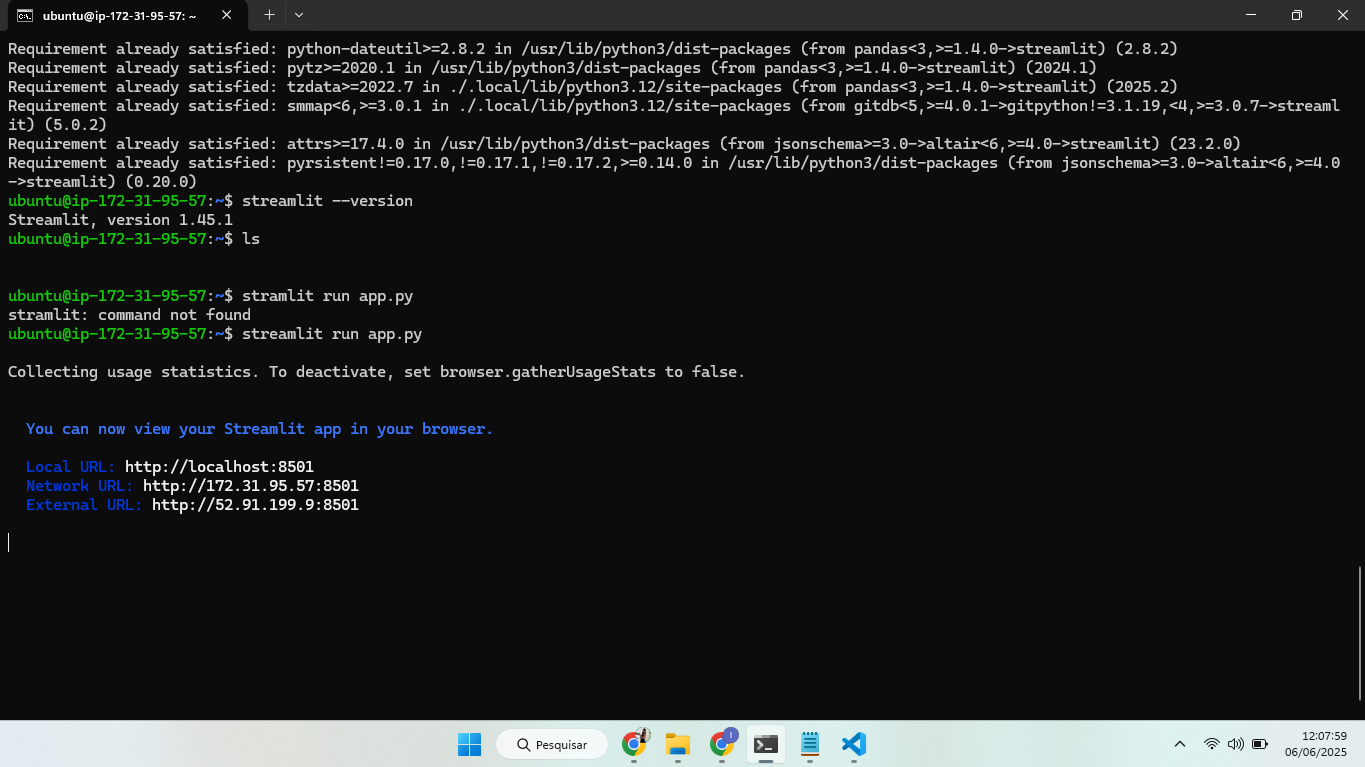 ubuntu@ip-172-31-95-57: ~
Requirement already satisfied: python-dateutil>=2.8.2 in /usr/lib/python3/dist-packages (from pandas<3,>=1.4.0->streamlit) (2.8.2)
Requirement already satisfied: pytz>=2020.1 in /usr/lib/python3/dist-packages (from pandas<3,>=1.4.0->streamlit) (2024.1)
Requirement already satisfied: tzdata>=2022.7 in ./.local/lib/python3.12/site-packages (from pandas<3,>=1.4.0->streamlit) (2025.2)
Requirement already satisfied: smmap<6,>=3.0.1 in ./.local/lib/python3.12/site-packages (from gitdb<5,>=4.0.1->gitpython!=3.1.19,<4,>=3.0.7->streaml
it) (5.0.2)
Requirement already satisfied: attrs>=17.4.0 in /usr/lib/python3/dist-packages (from jsonschema>=3.0->altair<6,>=4.0->streamlit) (23.2.0)
Requirement already satisfied: pyrsistent!=0.17.0,!=0.17.1,!=0.17.2,>=0.14.0 in /usr/lib/python3/dist-packages (from jsonschema>=3.0->altair<6,>=4.0
->streamlit) (0.20.0)
ubuntu@ip-172-31-95-57:~$ streamlit --version
Streamlit, version 1.45.1
ubuntu@ip-172-31-95-57:~$ ls
ubuntu@ip-172-31-95-57:~$ stramlit run app.py
stramlit: command not found
ubuntu@ip-172-31-95-57:~$ streamlit run app.py
Collecting usage statistics. To deactivate, set browser.gatherUsageStats to false.
You can now view your Streamlit app in your browser.
Local URL: http://localhost:8501
Network URL: http://172.31.95.57:8501
External URL: http://52.91.199.9:8501
Pesquisar
12:07:59
06/06/2025